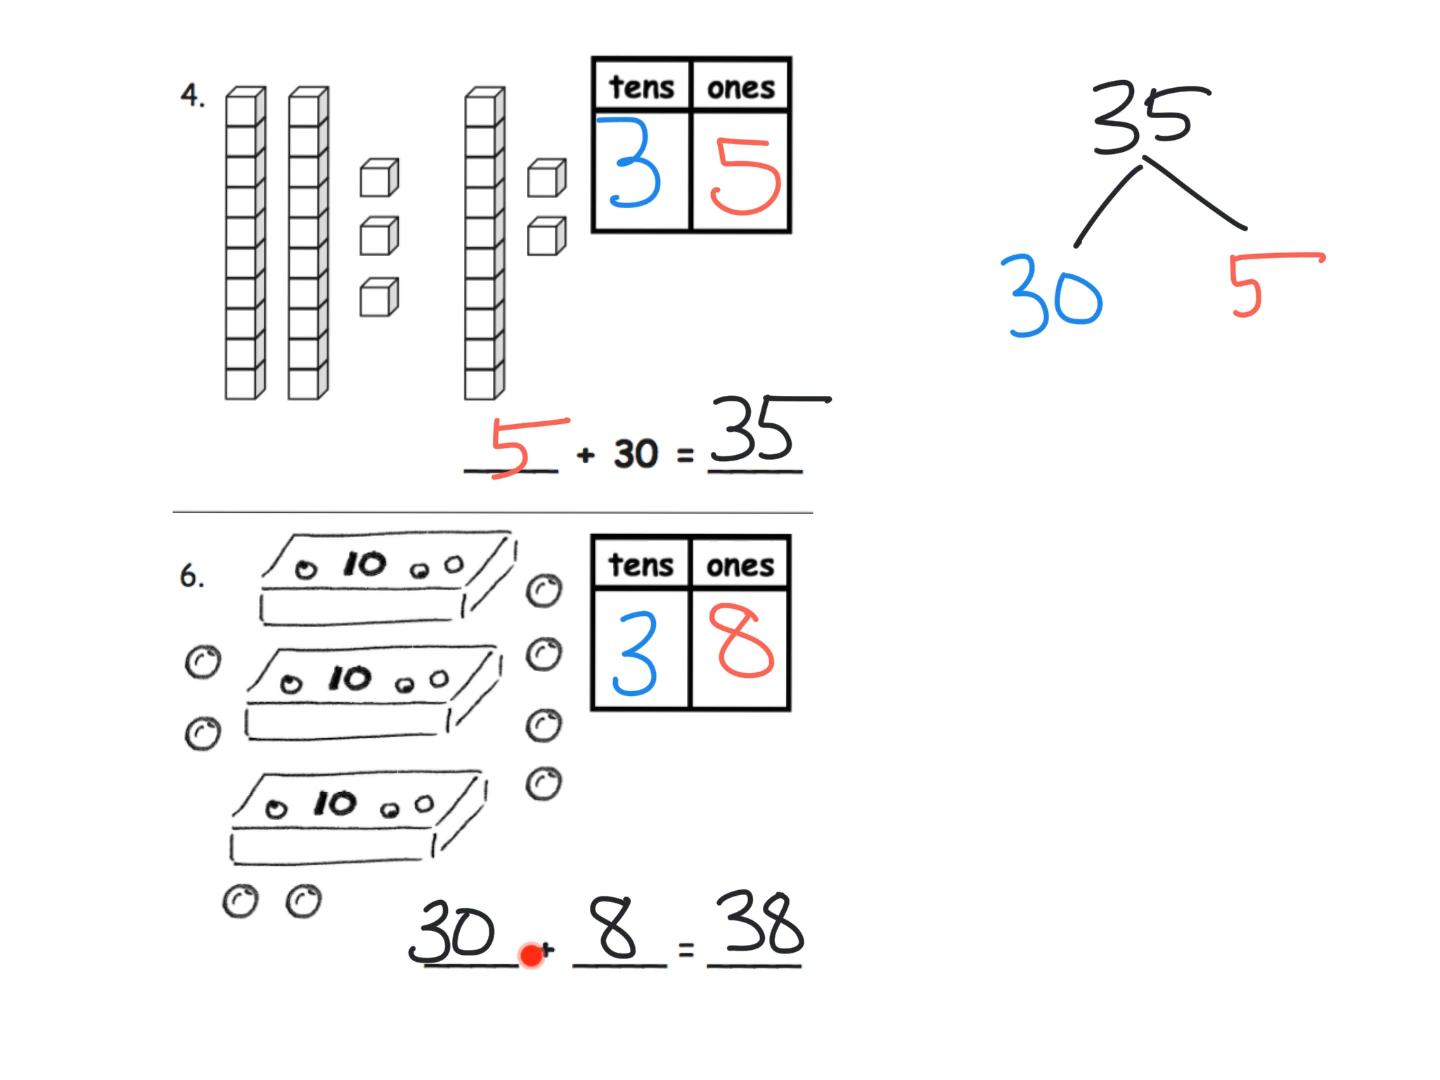 4.
tens ones
3 5
35
30 5
5 + 30 = 35
6.
10
10
10
tens ones
3 8
30 + 8 = 38